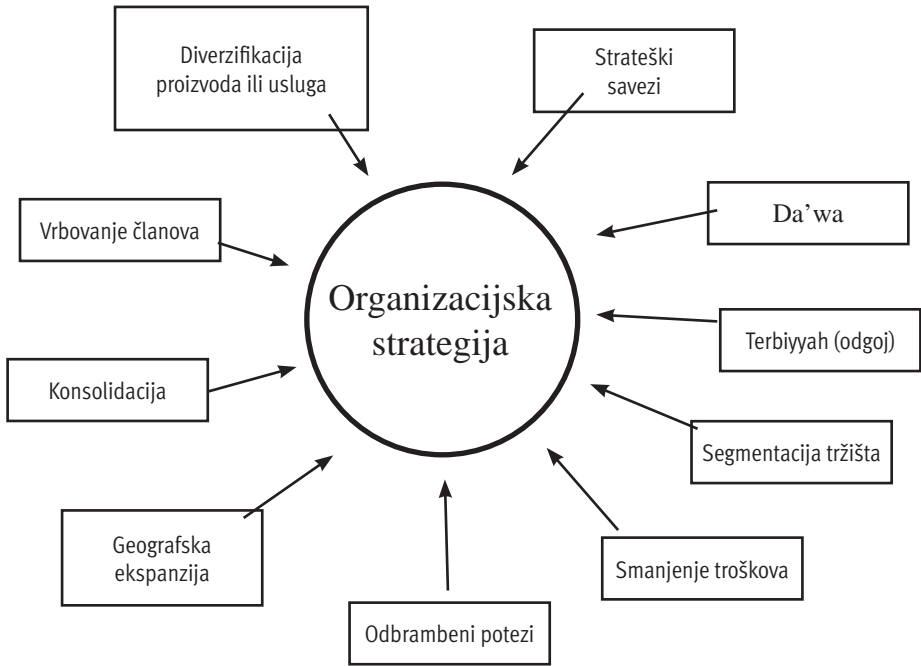 Diverzifikacija
proizvoda ili usluga
Strateški
savezi
Vrbovanje članova
Da’wa
Organizacijska
strategija
Terbiyyah (odgoj)
Konsolidacija
Segmentacija tržišta
Geografska
ekspanzija
Smanjenje troškova
Odbrambeni potezi